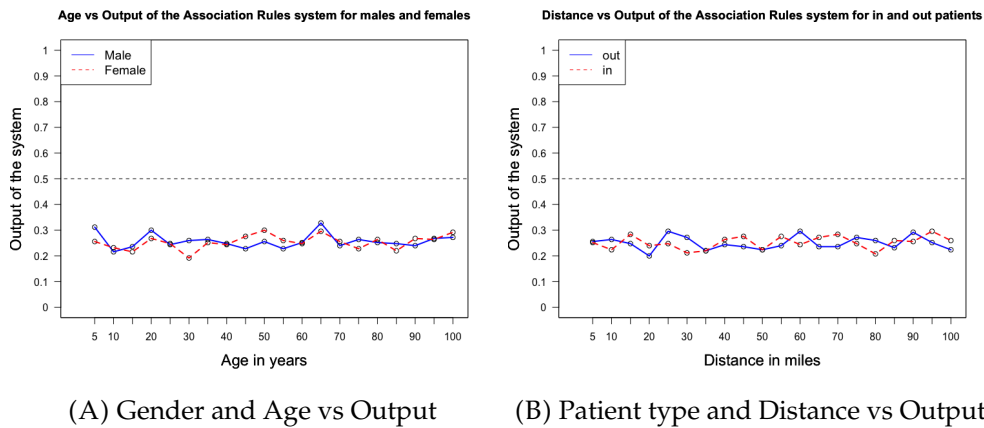 Age vs Output of the Association Rules system for males and females
Male
Female
Output of the system
1
0.9
0.8
0.7
0.6
0.5
0.4
0.3
0.2
0.1
0
5 10 20 30 40 50 60 70 80 90 100
Age in years
(A) Gender and Age vs Output
Distance vs Output of the Association Rules system for in and out patients
out
in
Output of the system
1
0.9
0.8
0.7
0.6
0.5
0.4
0.3
0.2
0.1
0
5 10 20 30 40 50 60 70 80 90 100
Distance in miles
(B) Patient type and Distance vs Output